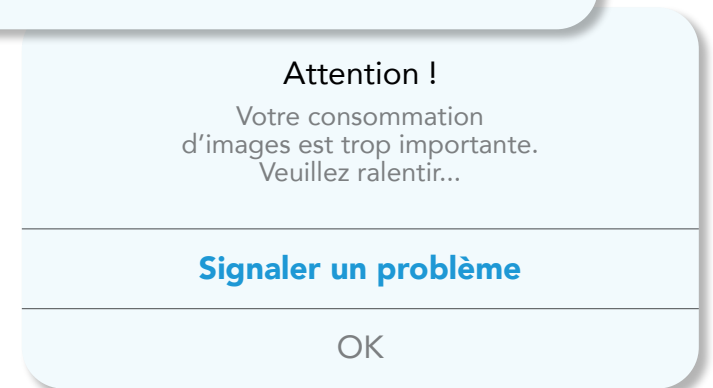 Attention !
Votre consommation
d’images est trop importante.
Veuillez ralentir...
Signaler un problème
OK